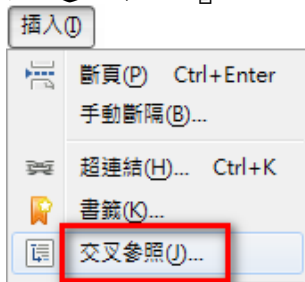 插入(I)
斷頁(P) Ctrl+Enter
手動斷隔(B)...
超連結(H)... Ctrl+K
書籤(K)...
交叉參照(J)...